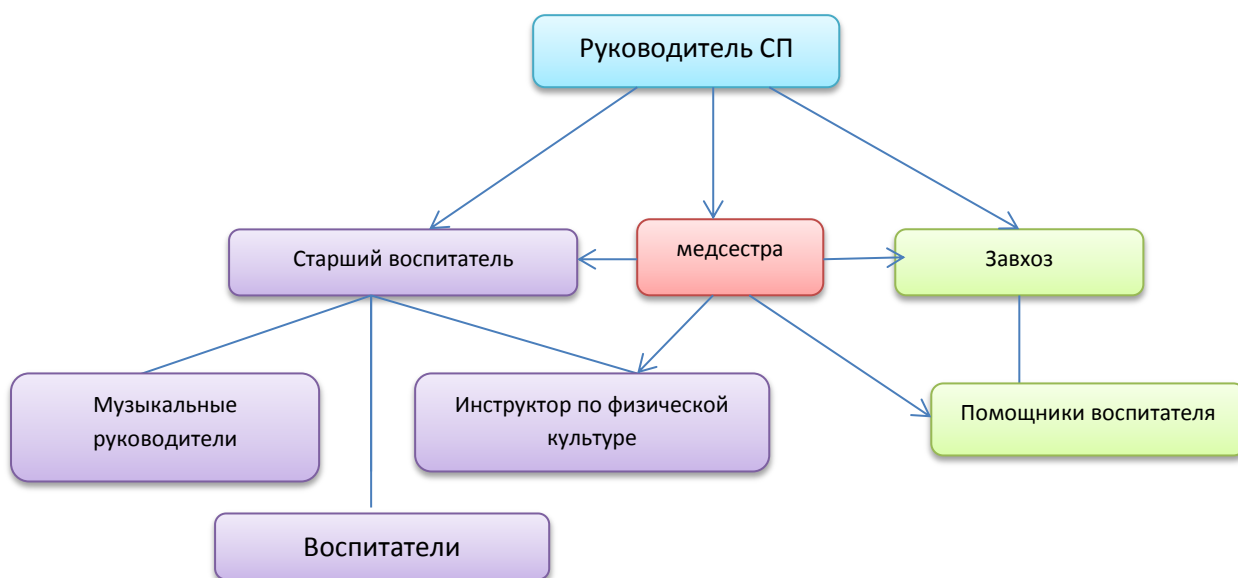 Руководитель СП
Старший воспитатель
медсестра
Завхоз
Музыкальные
руководители
Инструктор по физической
культуре
Помощники воспитателя
Воспитатели